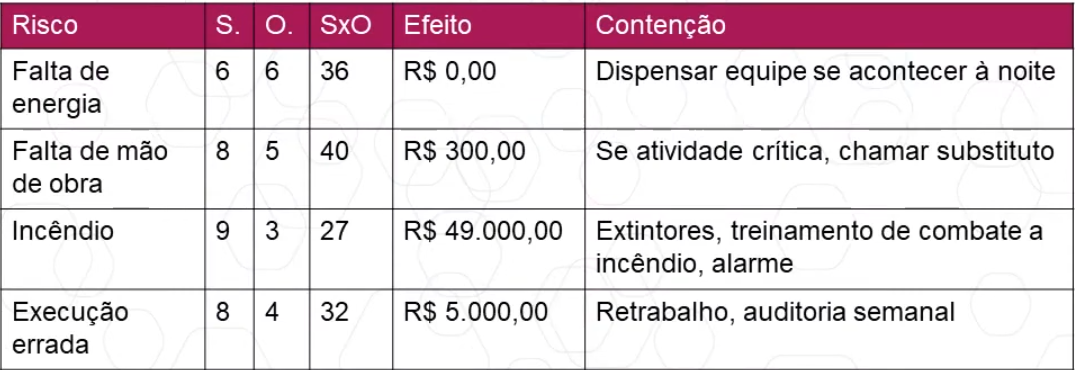 Risco S. O. SxO Efeito Contenção
Falta de 6 6 36 R$ 0,00 Dispensar equipe se acontecer à noite
energia
Falta de mão 8 5 40 R$ 300,00 Se atividade crítica, chamar substituto
de obra
Incêndio 9 3 27 R$ 49.000,00 Extintores, treinamento de combate a
incêndio, alarme
Execução 8 4 32 R$ 5.000,00 Retrabalho, auditoria semanal
errada